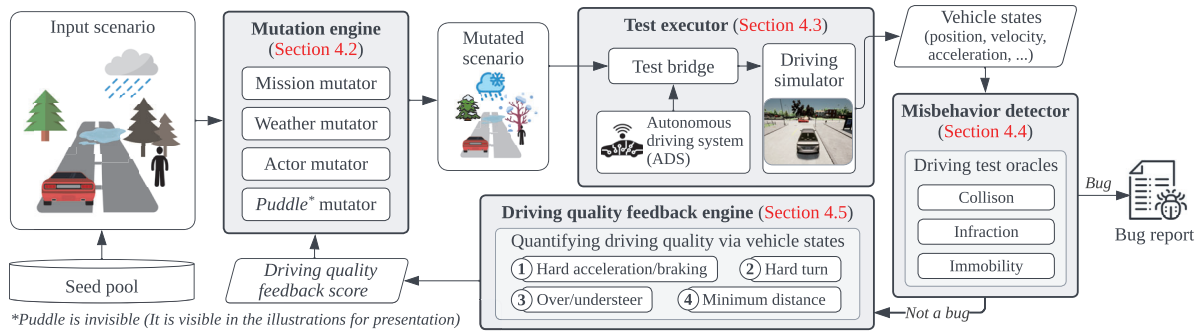 Input scenario
Seed pool
Mutation engine
(Section 4.2)
Mission mutator
Weather mutator
Actor mutator
Puddle* mutator
Mutated
scenario
Test executor (Section 4.3)
Test bridge
Autonomous
driving system
(ADS)
Driving
simulator
Vehicle states
(position, velocity,
acceleration, ...)
Misbehavior detector
(Section 4.4)
Driving test oracles
Collison
Infraction
Immobility
Bug
Bug report
Not a bug
Driving quality feedback engine (Section 4.5)
Quantifying driving quality via vehicle states
1 Hard acceleration/braking
2 Hard turn
3 Over/understeer
4 Minimum distance
Driving quality
feedback score
*Puddle is invisible (It is visible in the illustrations for presentation)